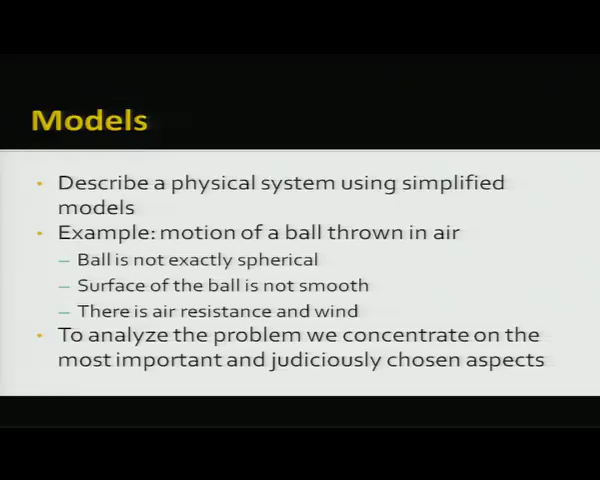 Models
• Describe a physical system using simplified
models
• Example: motion of a ball thrown in air
– Ball is not exactly spherical
– Surface of the ball is not smooth
– There is air resistance and wind
• To analyze the problem we concentrate on the
most important and judiciously chosen aspects